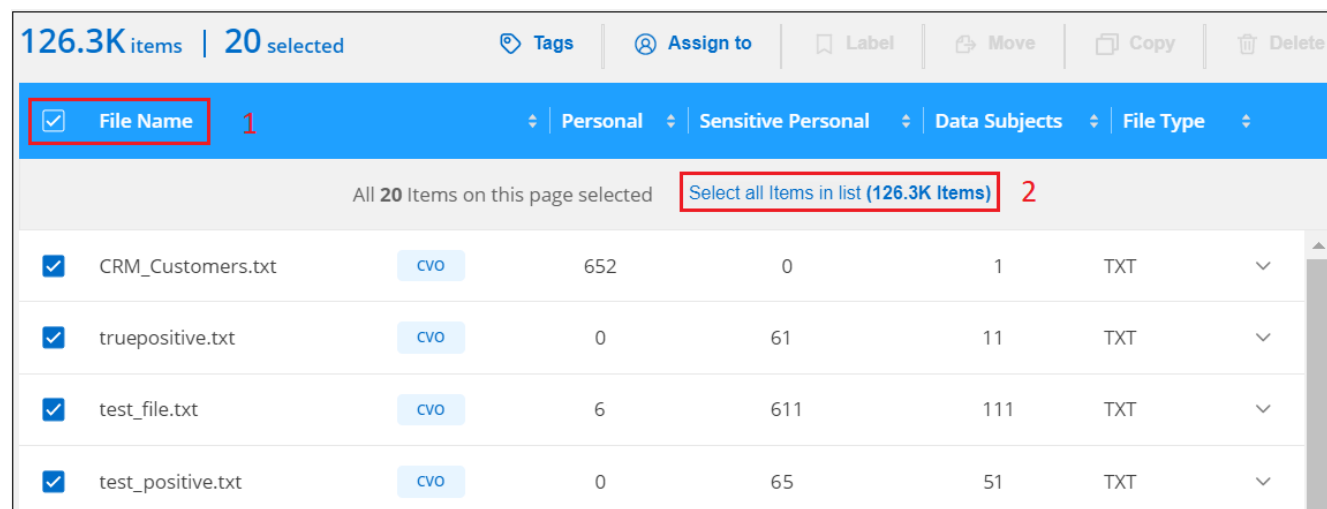 126.3K items | 20 selected Tags Assign to Label Move Copy Delete
File Name 1 Personal Sensitive Personal Data Subjects File Type
All 20 Items on this page selected Select all Items in list (126.3K Items) 2
CRM_Customers.txt CVO 652 0 1 TXT
truepositive.txt CVO 0 61 11 TXT
test_file.txt CVO 6 611 111 TXT
test_positive.txt CVO 0 65 51 TXT